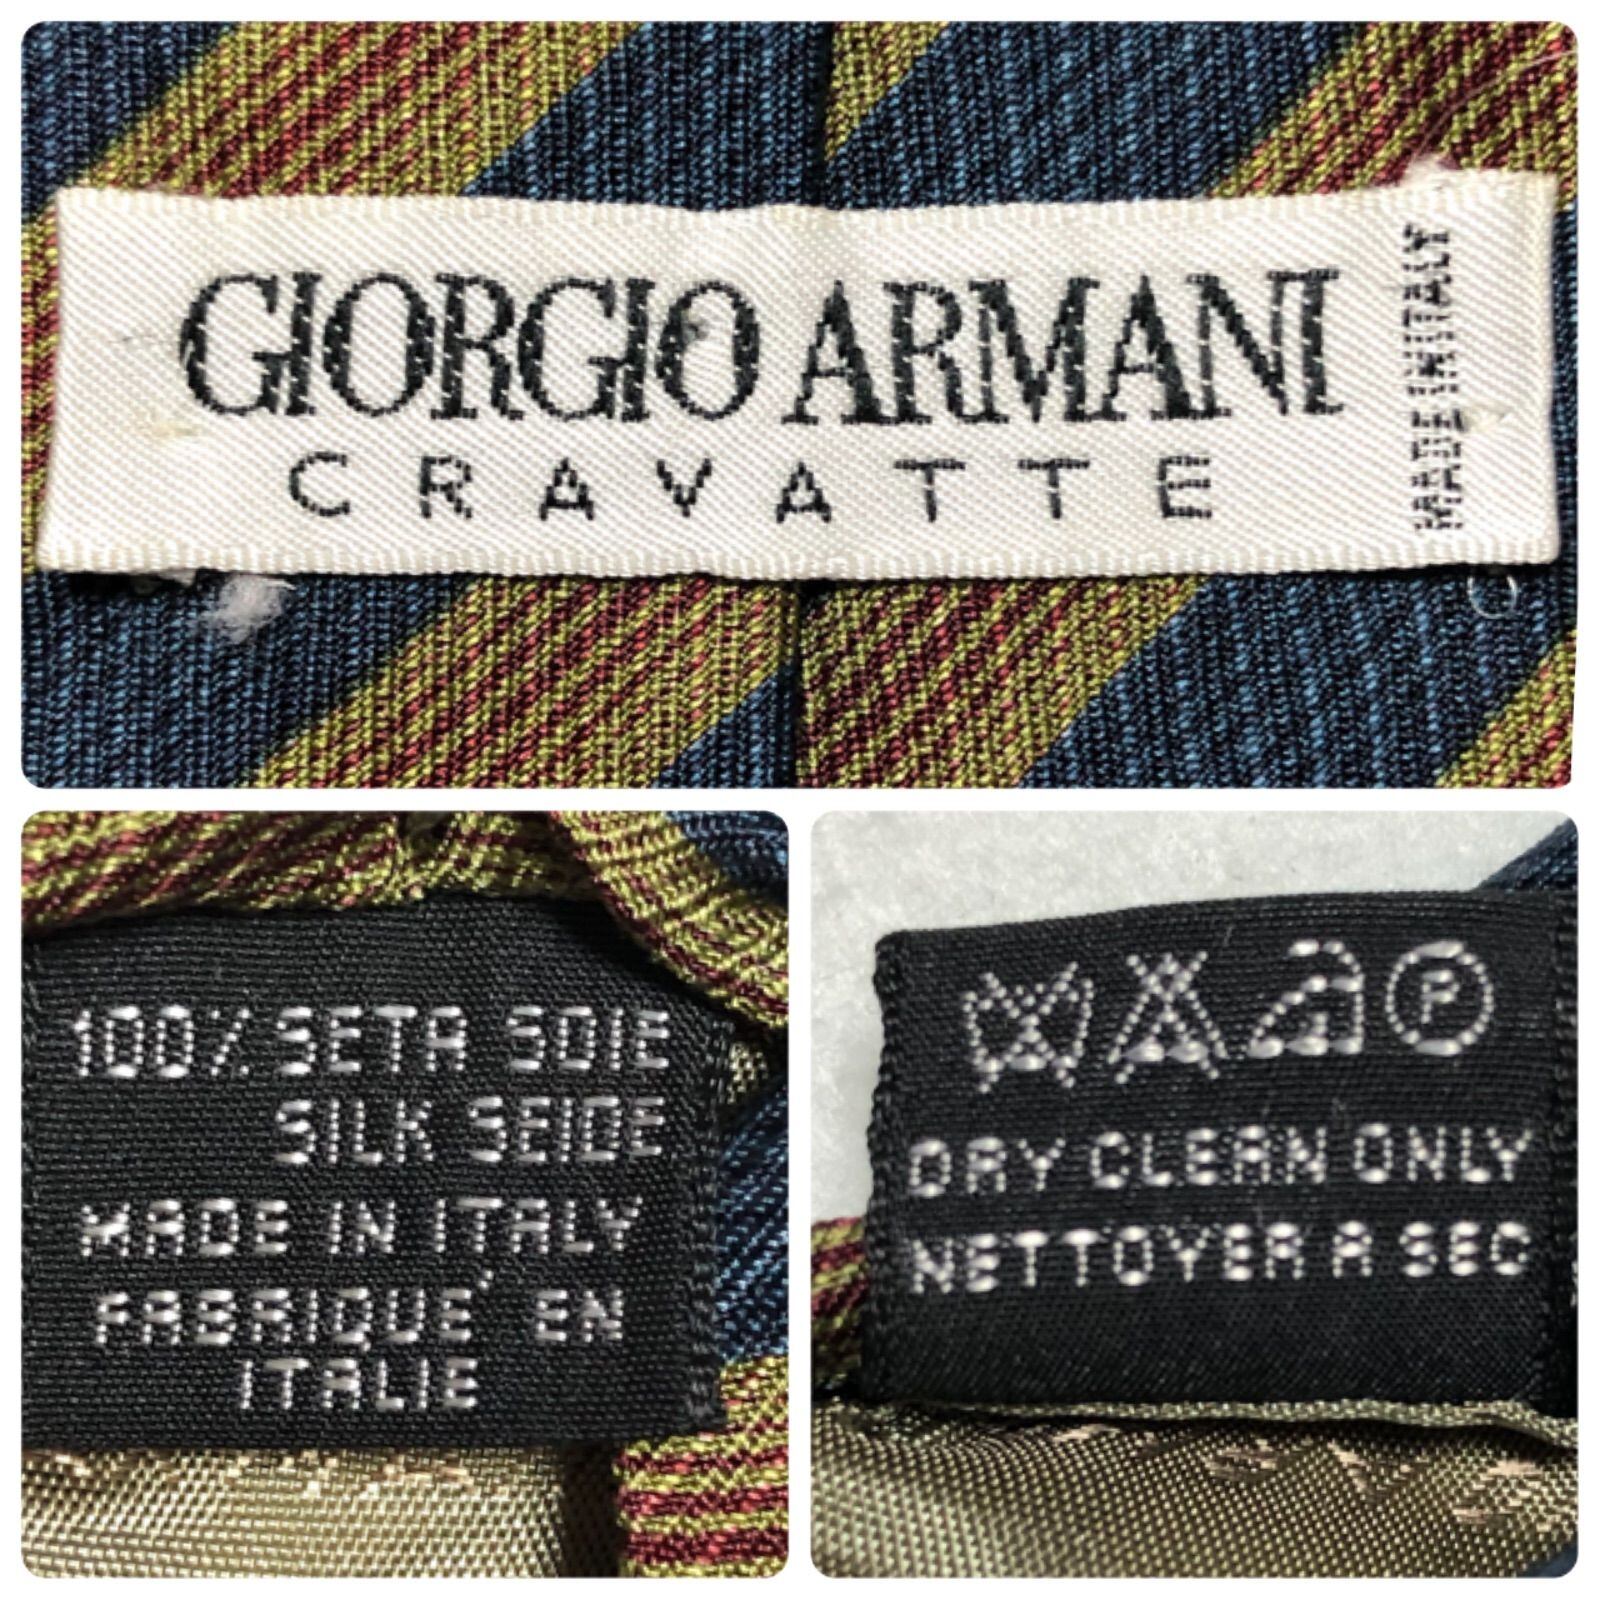 GIORGIO ARMANI
CRAVATTE
MADE IN ITALY
100% SETA SOIE
SILK SEIDE
MADE IN ITALY
FABRIQUE' EN
ITALIE
P
DRY CLEAN ONLY
NETTOYER A SEC